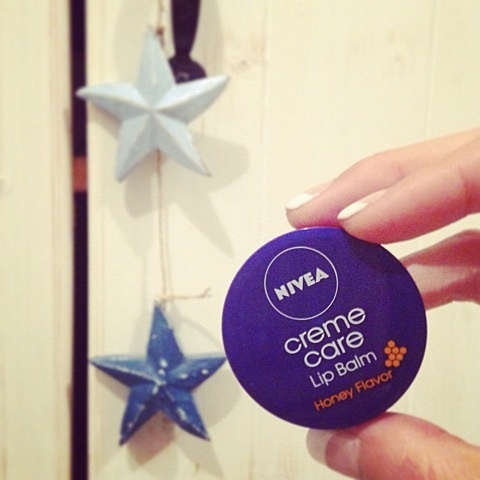 NIVEA
creme
care
Lip Balm
Honey Flavor